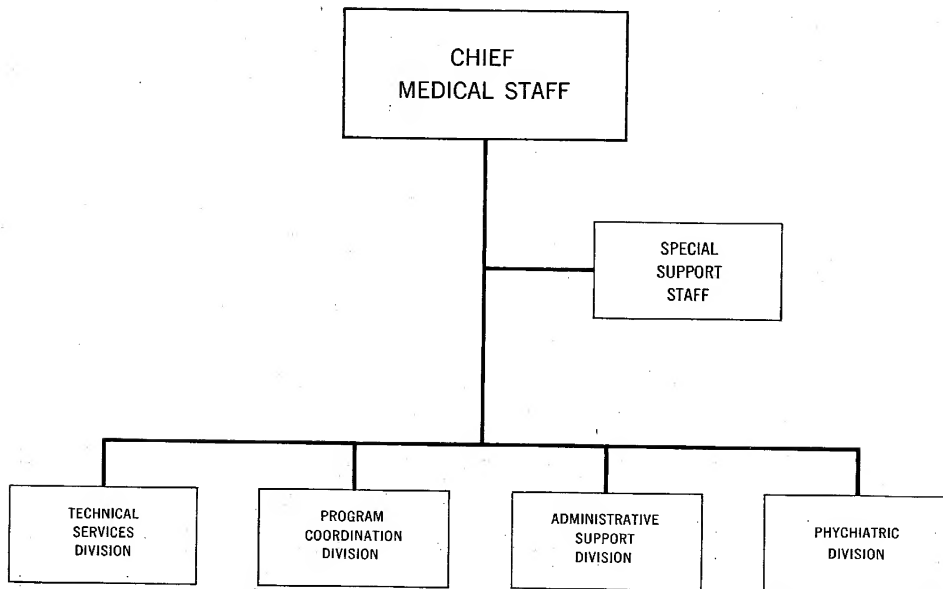 CHIEF
MEDICAL STAFF
SPECIAL
SUPPORT
STAFF
TECHNICAL
SERVICES
DIVISION
PROGRAM
COORDINATION
DIVISION
ADMINISTRATIVE
SUPPORT
DIVISION
PHYCHIATRIC
DIVISION